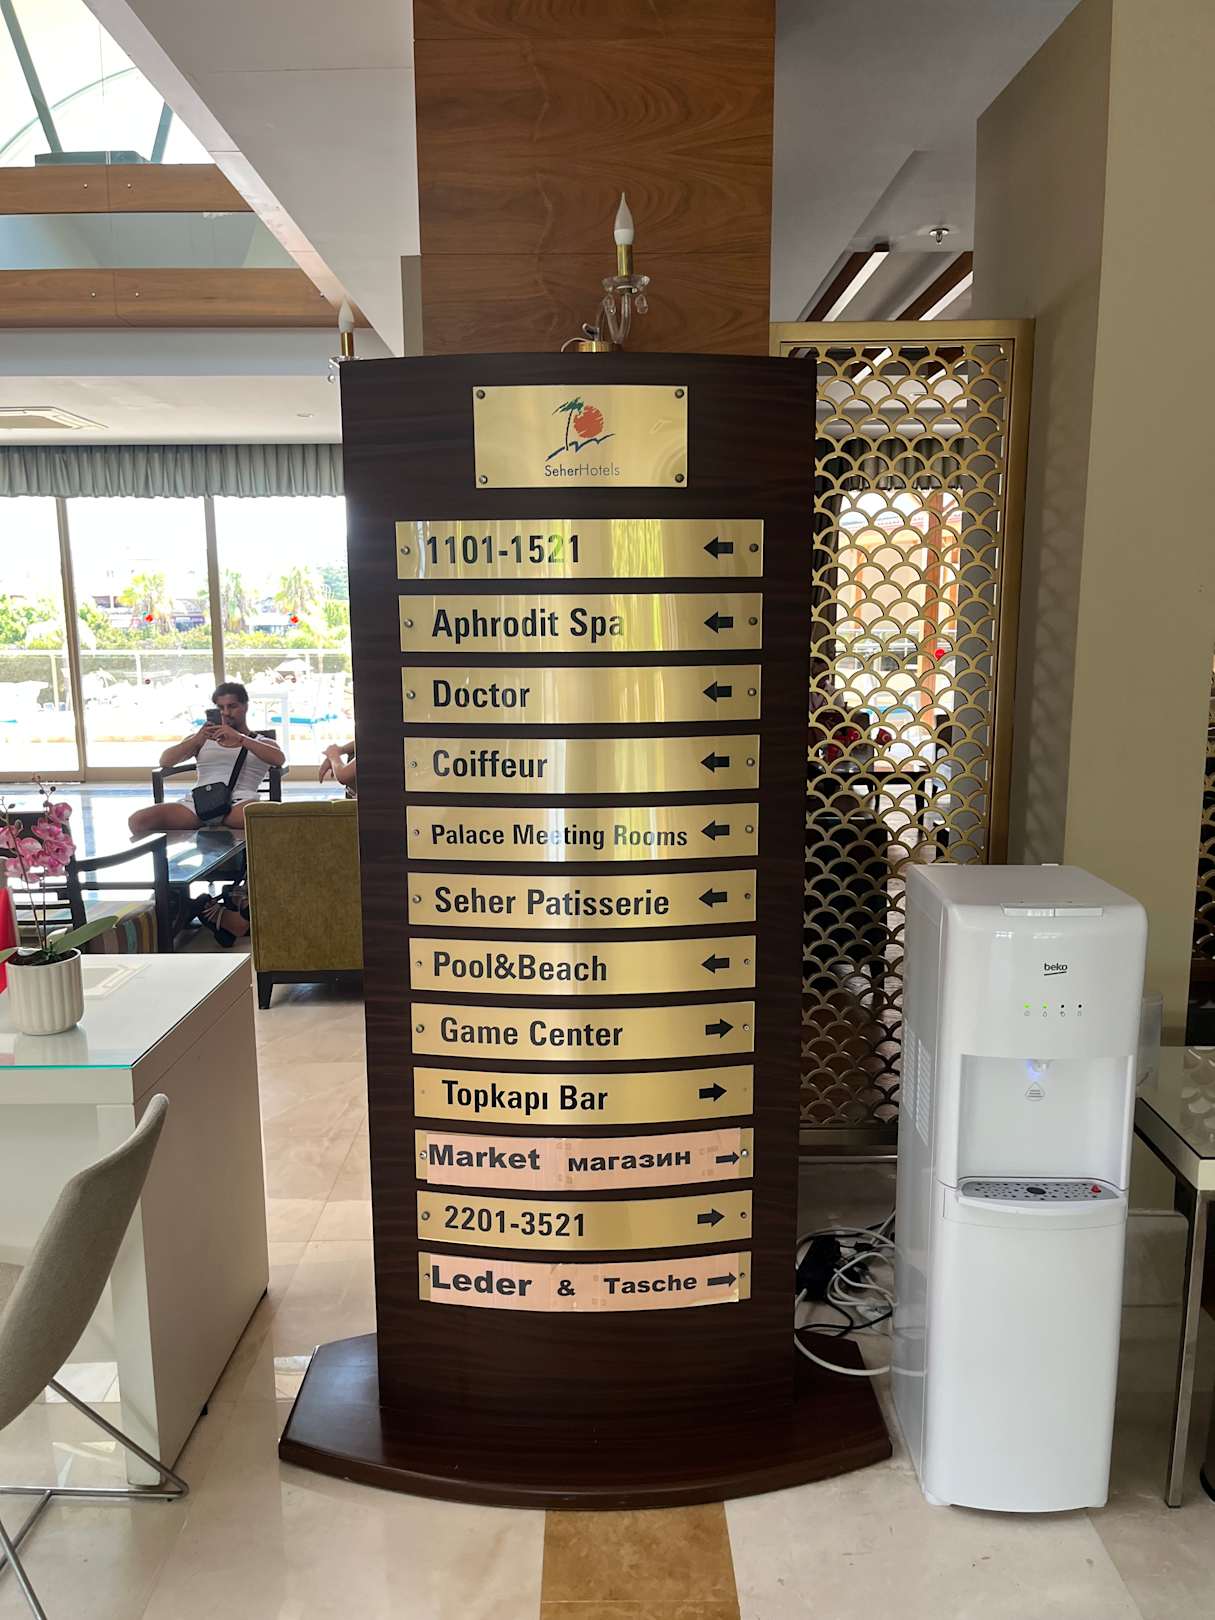 SeherHotels
1101-1521
Aphrodit Spa
Doctor
Coiffeur
Palace Meeting Rooms
Seher Patisserie
Pool&Beach
Game Center
Topkapı Bar
Market магазин
2201-3521
Leder & Tasche
beko